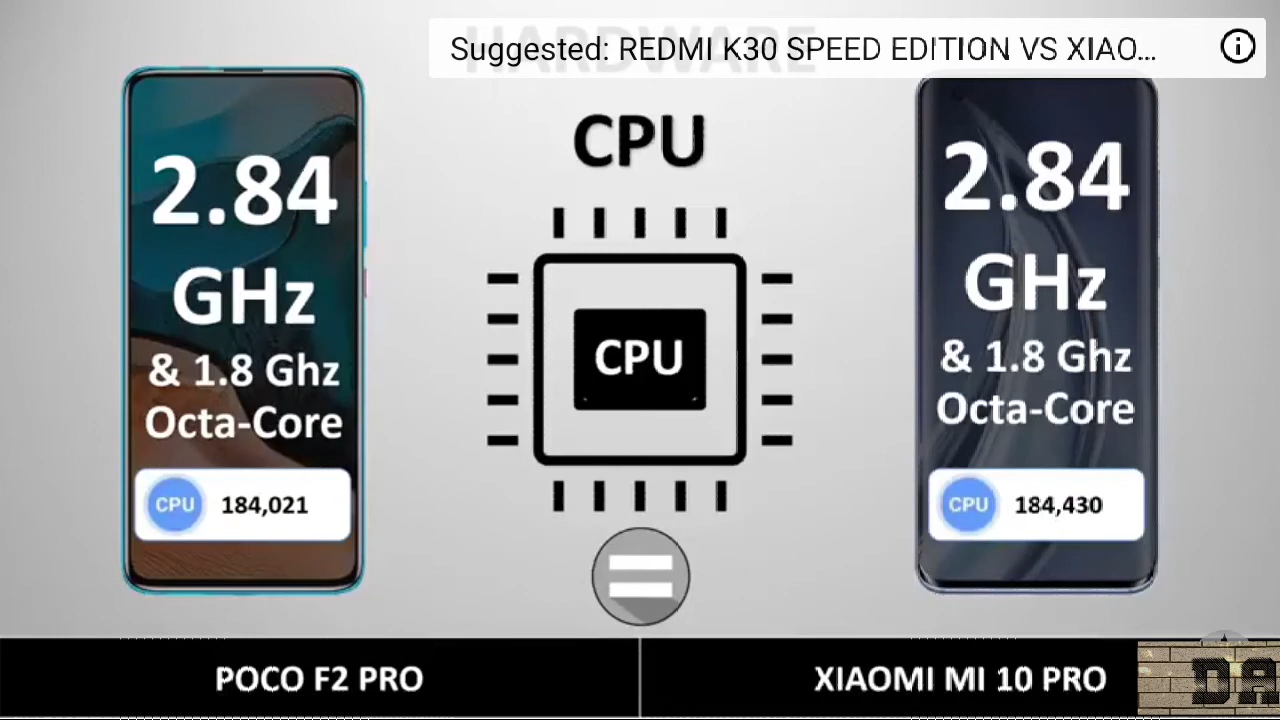 HARDWARE
Suggested: REDMI K30 SPEED EDITION VS XIAO...
CPU
2.84
GHz
& 1.8 Ghz
Octa-Core
CPU 184,021
CPU
2.84
GHz
& 1.8 Ghz
Octa-Core
CPU 184,430
POCO F2 PRO
XIAOMI MI 10 PRO
DA